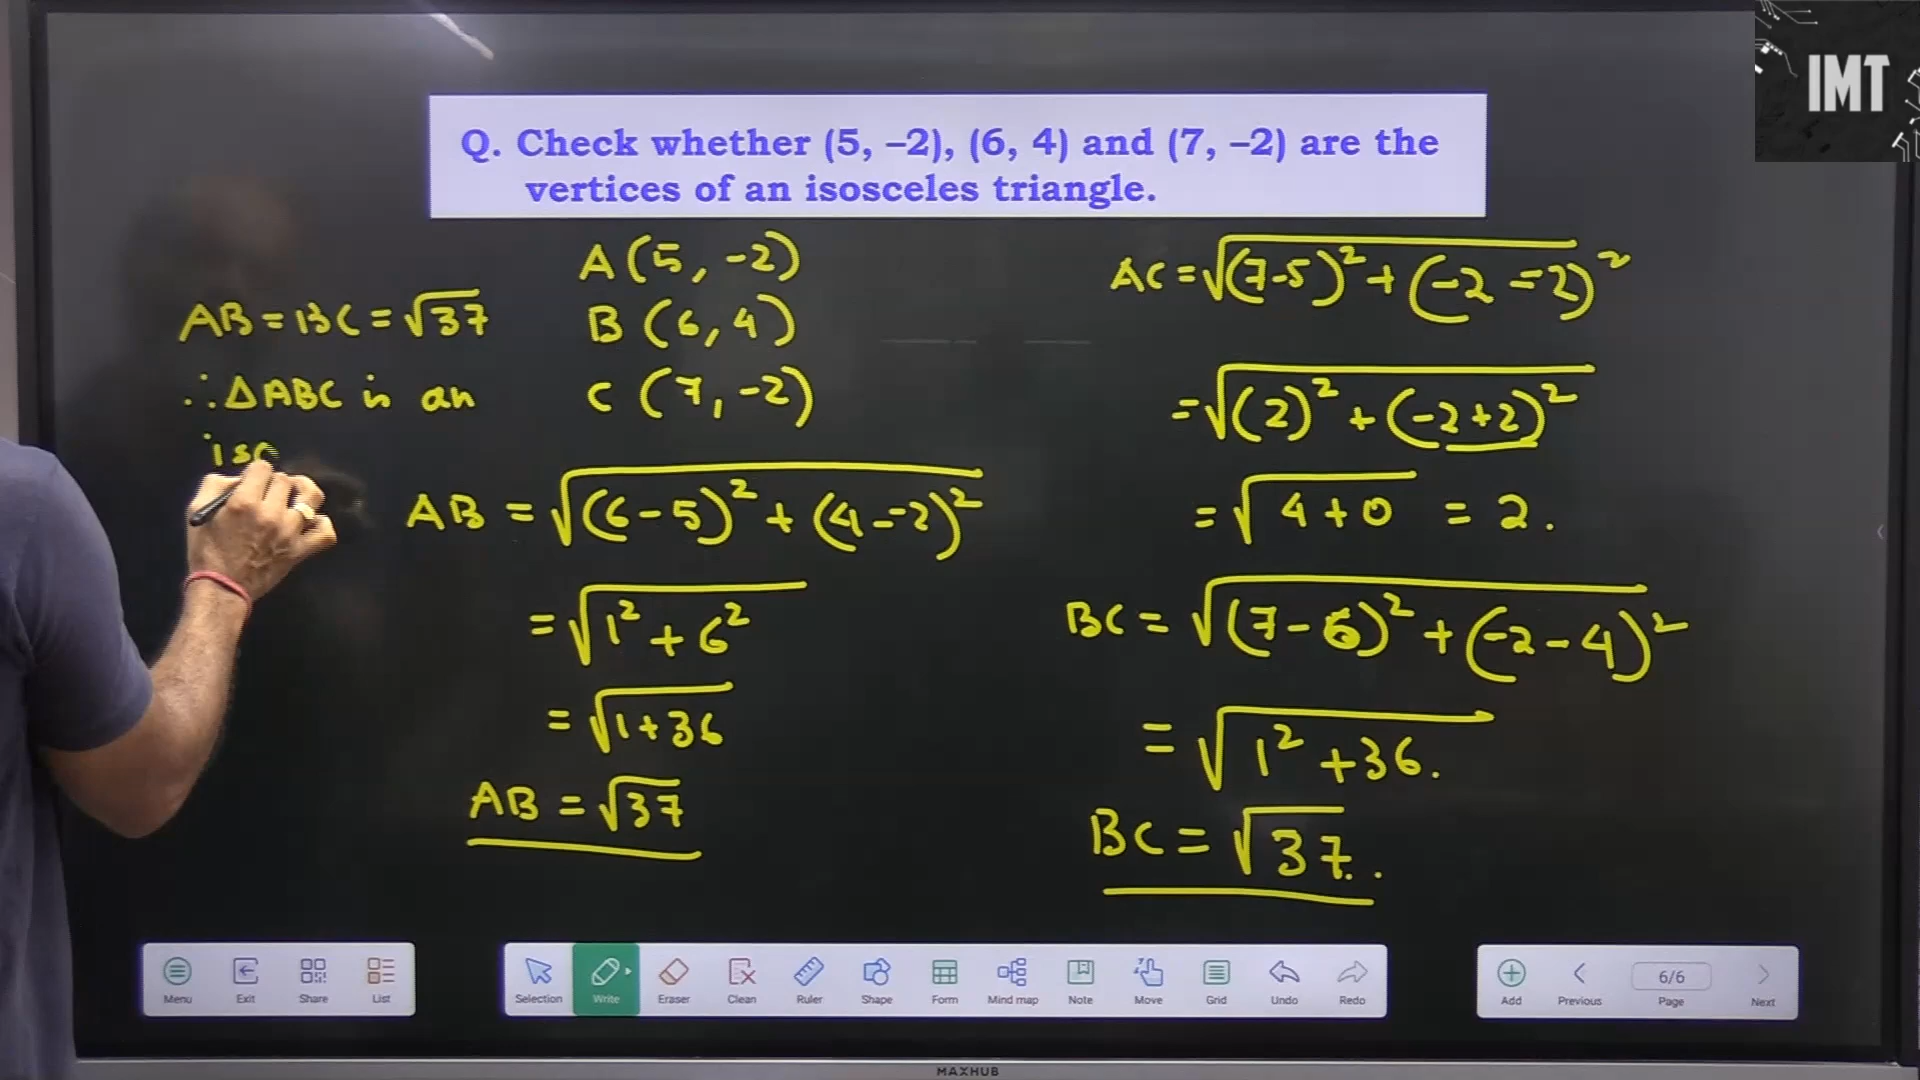 IMT
Q. Check whether (5, –2), (6, 4) and (7, –2) are the
vertices of an isosceles triangle.
A (5, -2)
B (6, 4)
C (7, -2)
AB = BC = √37
∴ΔABC is an
iso
AB = √(6-5)² + (4--2)²
= √1² + 6²
= √1+36
AB = √37
AC = √(7-5)² + (-2 -- 2)²
= √(2)² + (-2+2)²
= √4+0 = 2.
BC = √(7-6)² + (-2-4)²
= √1² +36.
BC = √37..
Menu Exit Share List
Selection Write Eraser Clean Ruler Shape Form Mind map Note Move Grid Undo Redo
Add Previous 6/6 Page Next
MAXHUB